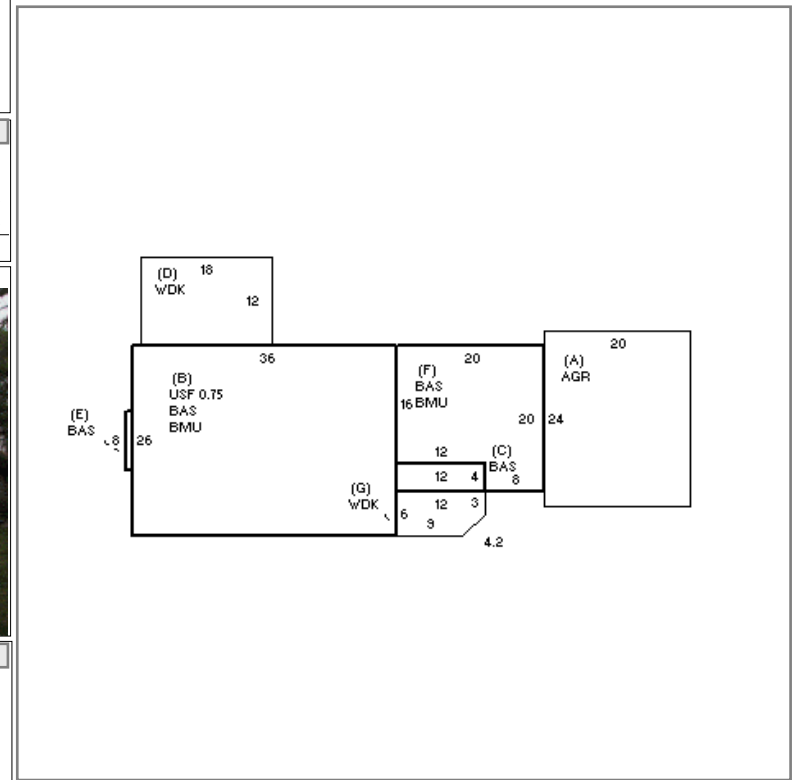 (D)
WDK
18
12
36
(B)
USF 0.75
BAS
BMU
(E)
BAS
8
26
20
(F)
BAS
BMU
16
20
20
(A)
AGR
24
12
(C)
BAS
12
4
8
(G)
WDK
6
12
3
9
4.2